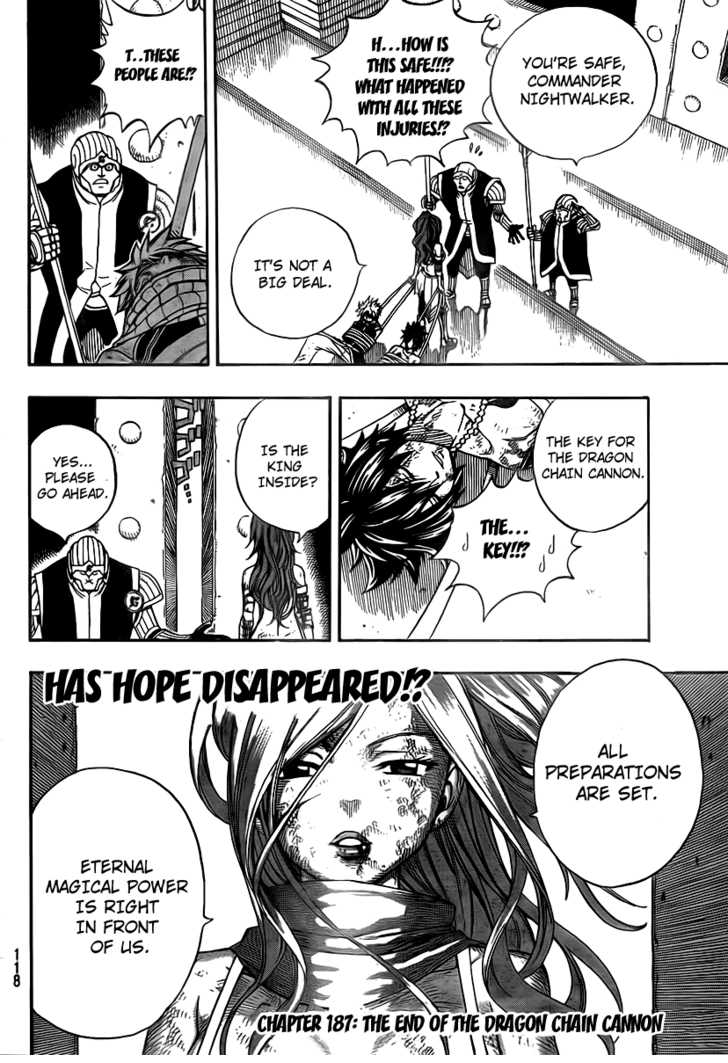 YOU'RE SAFE,
COMMANDER
NIGHTWALKER.
H...HOW IS
THIS SAFE!!!?
WHAT HAPPENED
WITH ALL THESE
INJURIES!?
IT'S NOT A
BIG DEAL.
T..THESE
PEOPLE ARE!?
THE KEY FOR
THE DRAGON
CHAIN CANNON.
THE...
KEY!!?
IS THE
KING
INSIDE?
YES...
PLEASE
GO AHEAD.
HAS HOPE DISAPPEARED!?
ALL
PREPARATIONS
ARE SET.
ETERNAL
MAGICAL POWER
IS RIGHT
IN FRONT
OF US.
118
CHAPTER 187: THE END OF THE DRAGON CHAIN CANNON